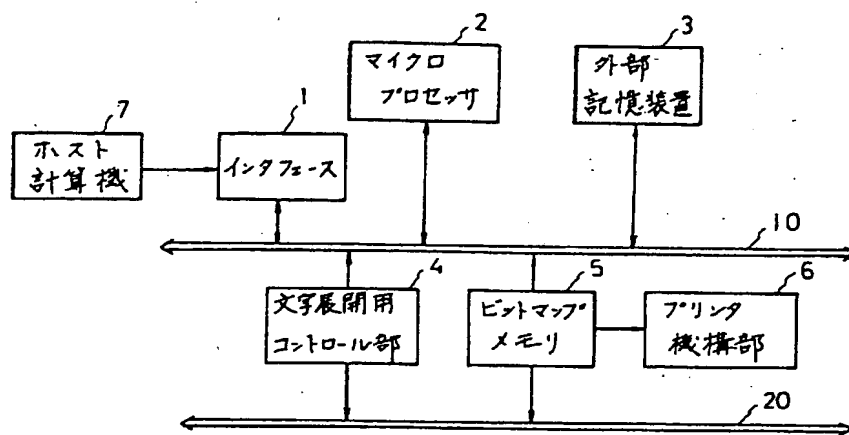 2
マイクロ
プロセッサ
3
外部
記憶装置
7
ホスト
計算機
1
インタフェース
10
4
文字展開用
コントロール部
5
ビットマップ
メモリ
6
プリンタ
機構部
20